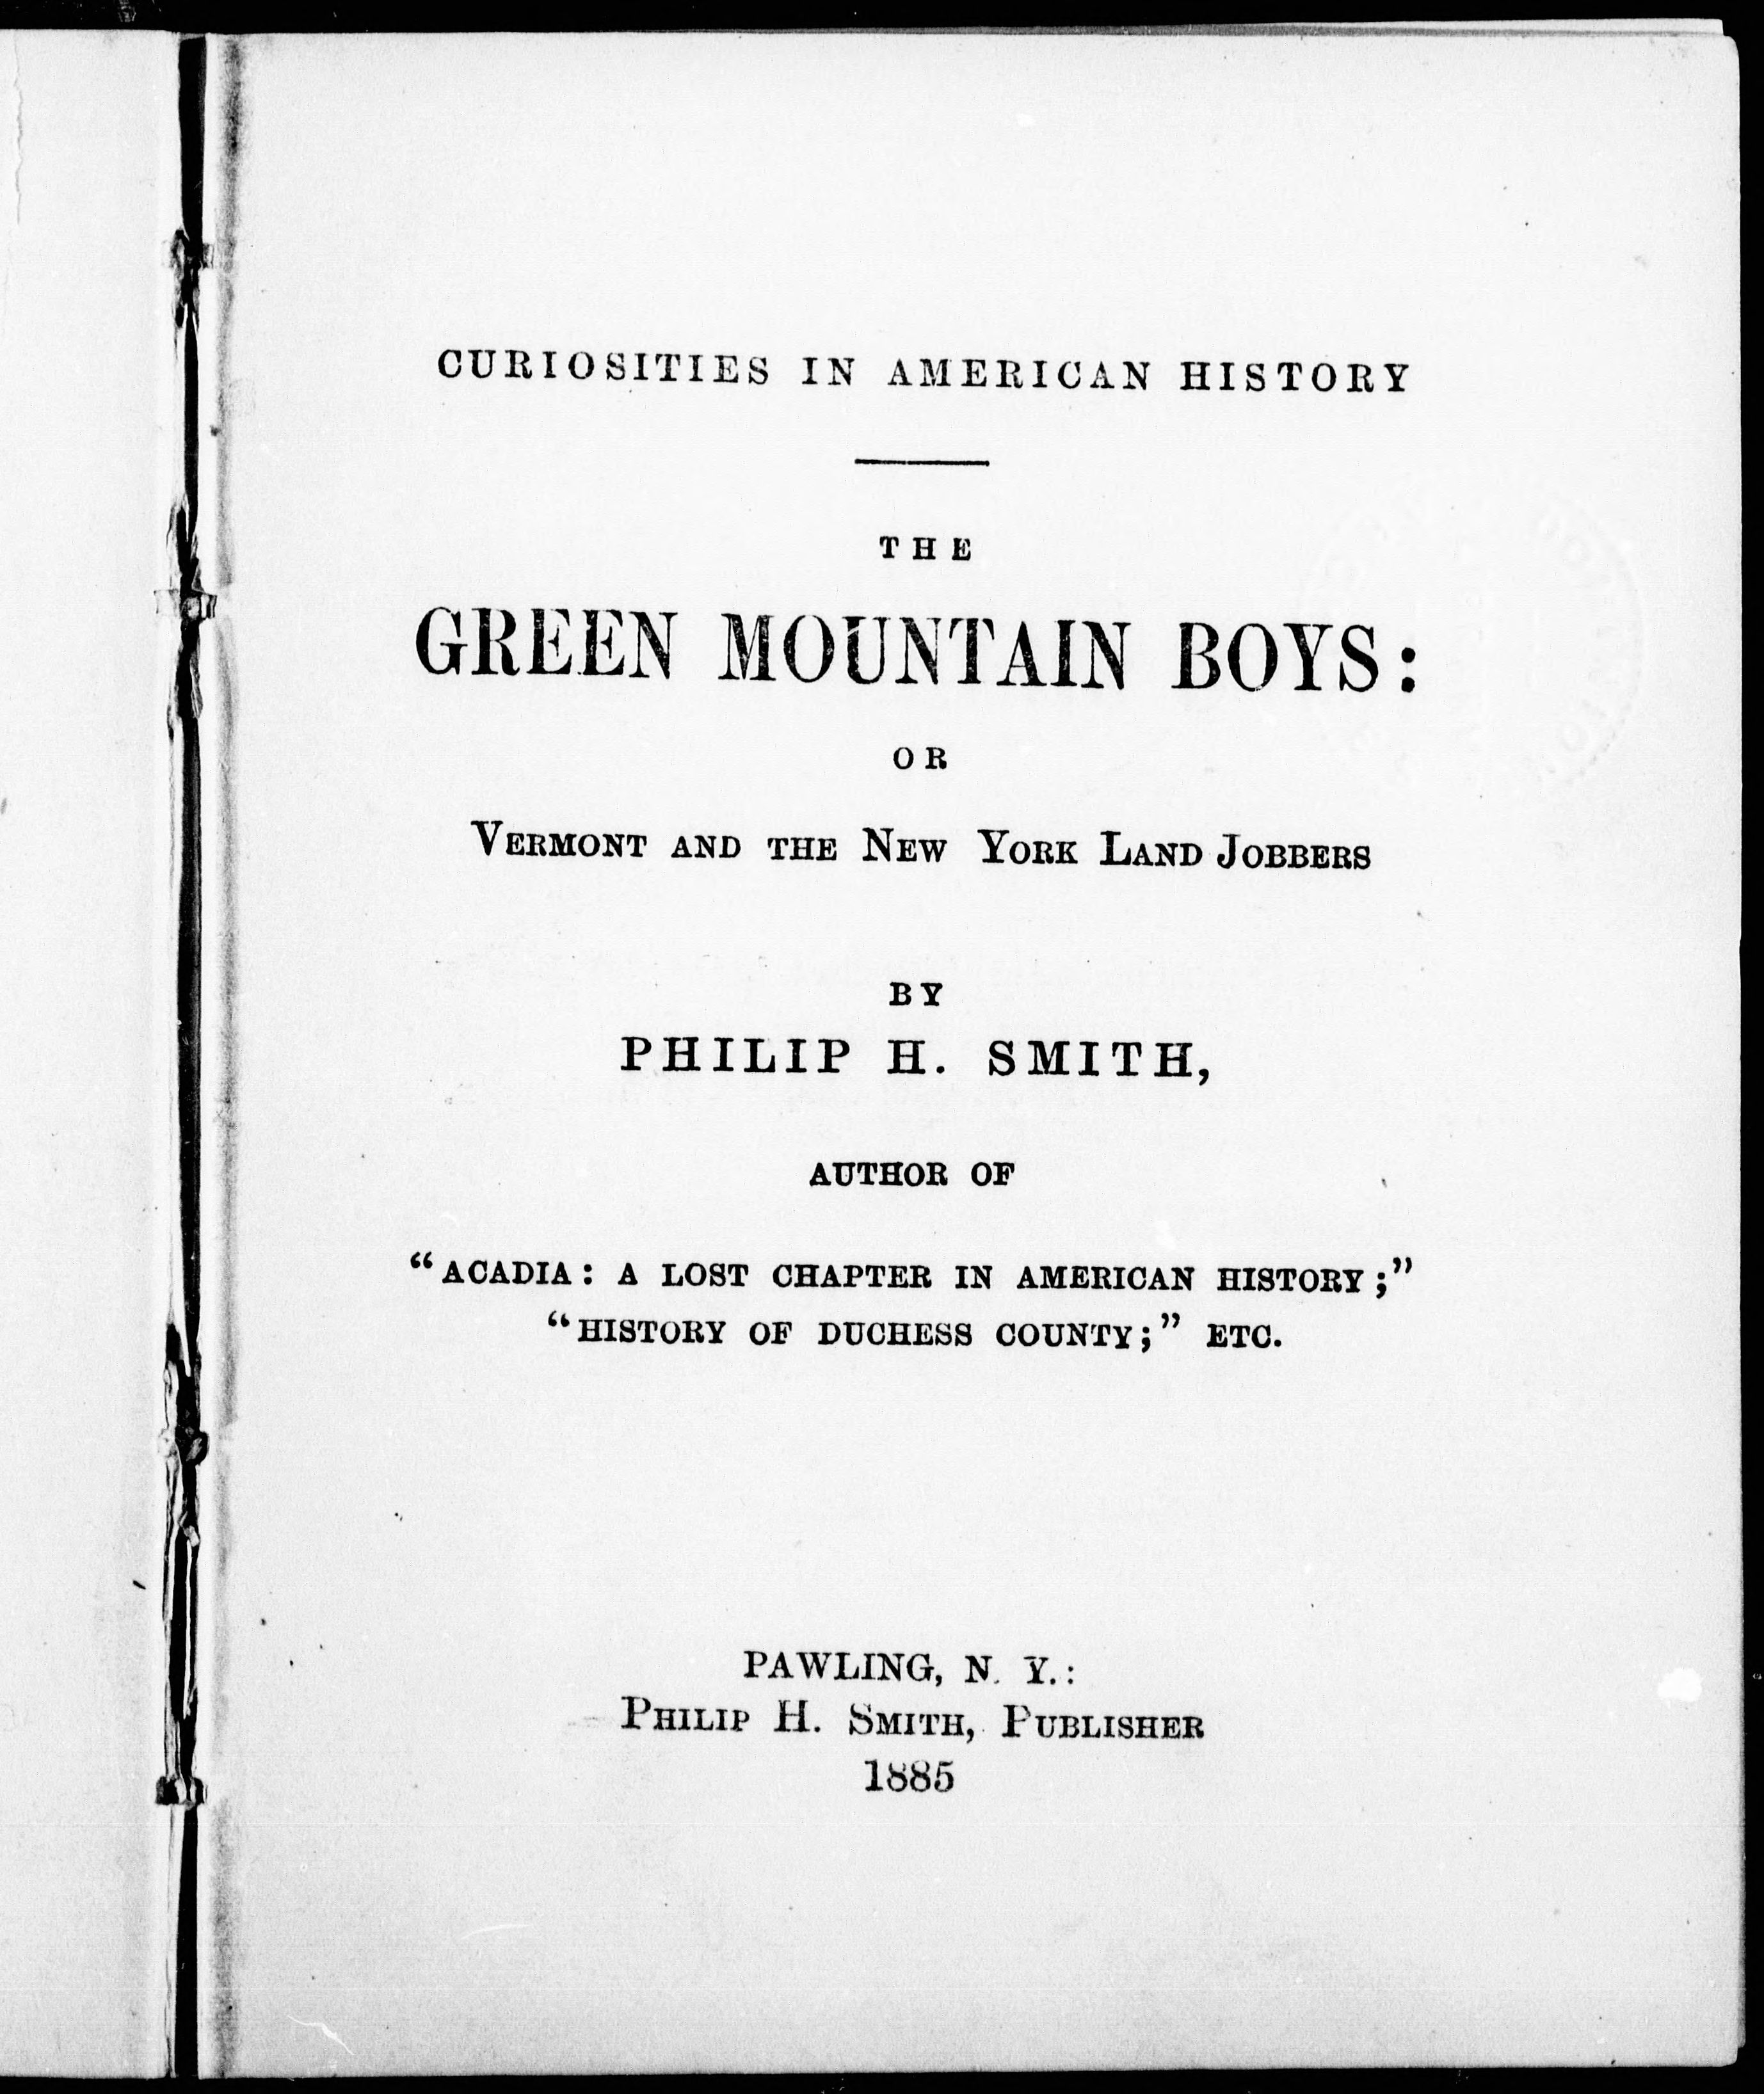 CURIOSITIES IN AMERICAN HISTORY
THE
GREEN MOUNTAIN BOYS:
OR
VERMONT AND THE NEW YORK LAND JOBBERS
BY
PHILIP H. SMITH,
AUTHOR OF
“ACADIA: A LOST CHAPTER IN AMERICAN HISTORY;”
“HISTORY OF DUCHESS COUNTY;” ETC.
PAWLING, N. Y.:
PHILIP H. SMITH, PUBLISHER
1885